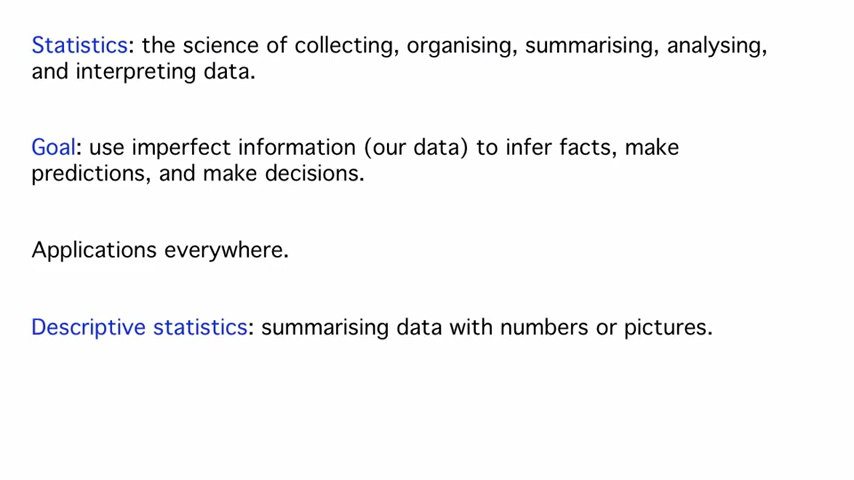 Statistics: the science of collecting, organising, summarising, analysing,
and interpreting data.
Goal: use imperfect information (our data) to infer facts, make
predictions, and make decisions.
Applications everywhere.
Descriptive statistics: summarising data with numbers or pictures.